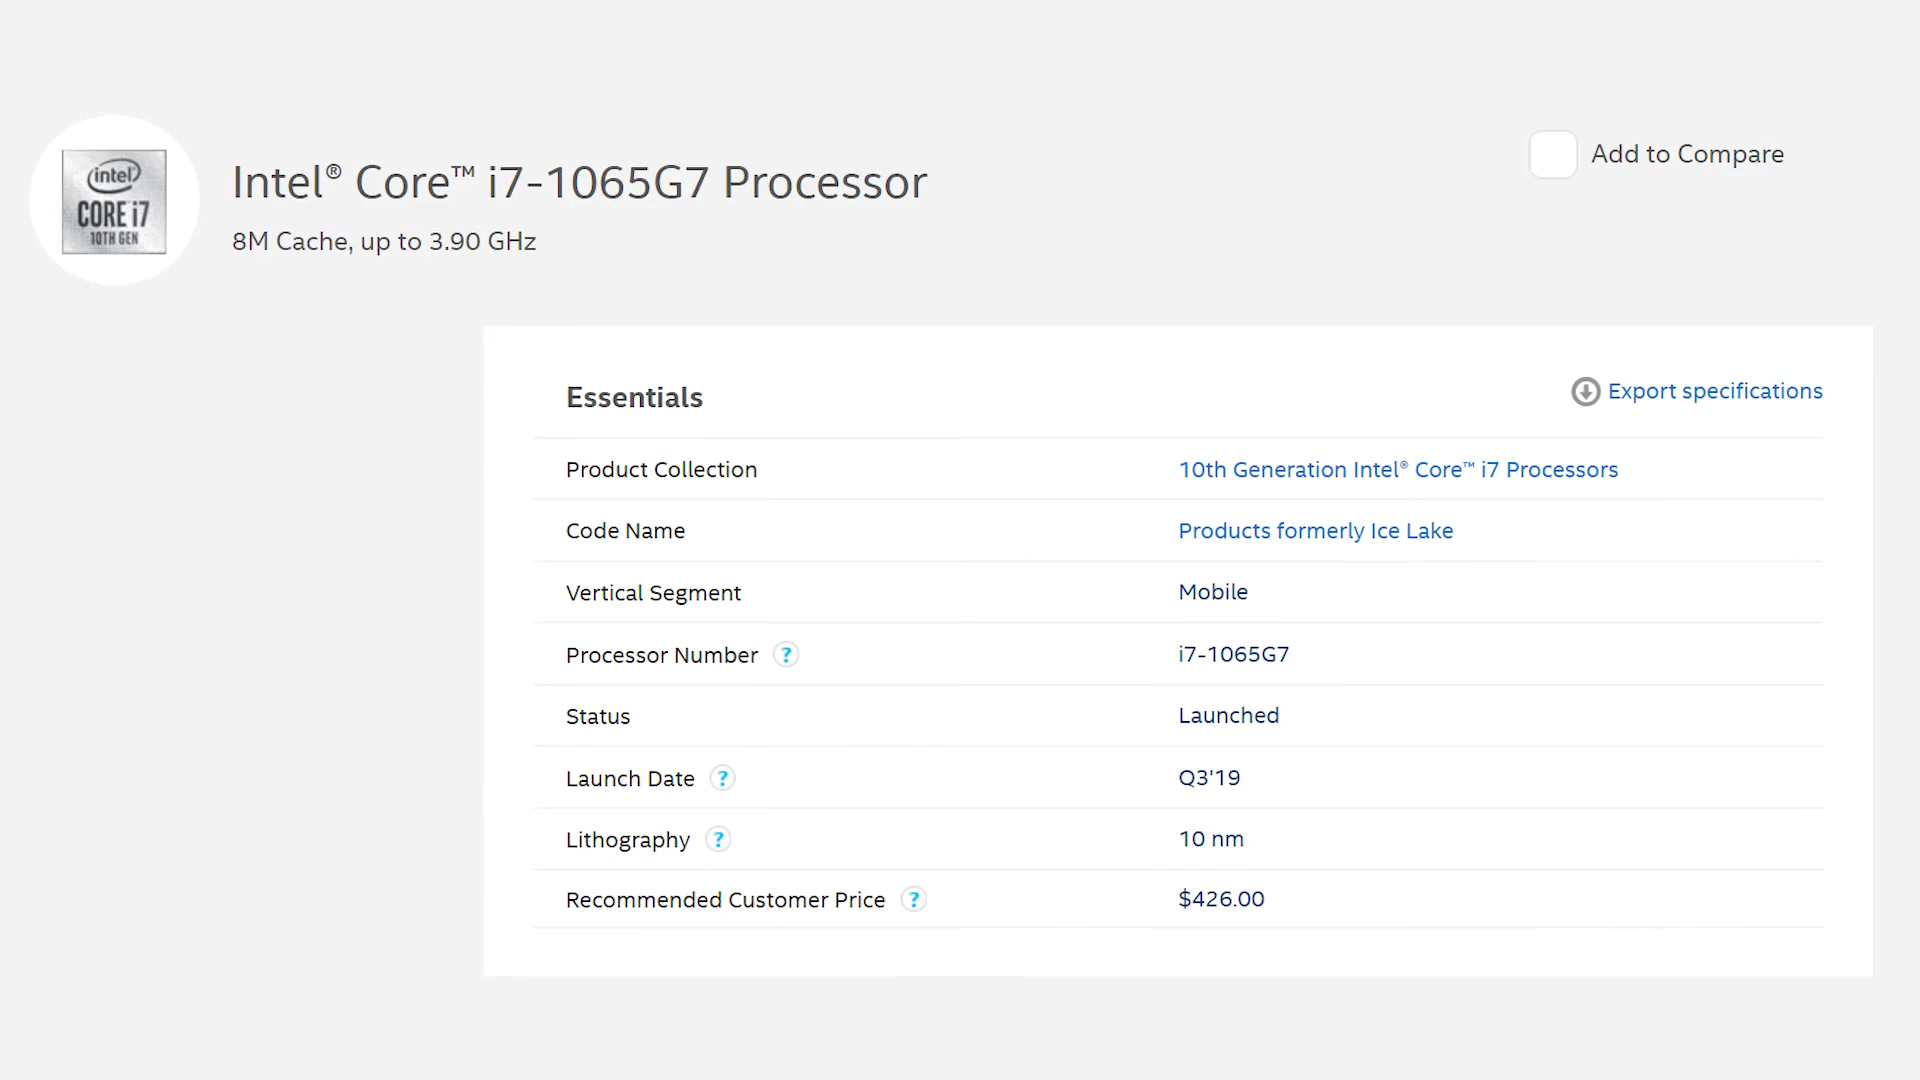 intel
CORE i7
10TH GEN
Intel® Core™ i7-1065G7 Processor
8M Cache, up to 3.90 GHz
Add to Compare
Essentials
Export specifications
Product Collection
10th Generation Intel® Core™ i7 Processors
Code Name
Products formerly Ice Lake
Vertical Segment
Mobile
Processor Number ?
i7-1065G7
Status
Launched
Launch Date ?
Q3'19
Lithography ?
10 nm
Recommended Customer Price ?
$426.00